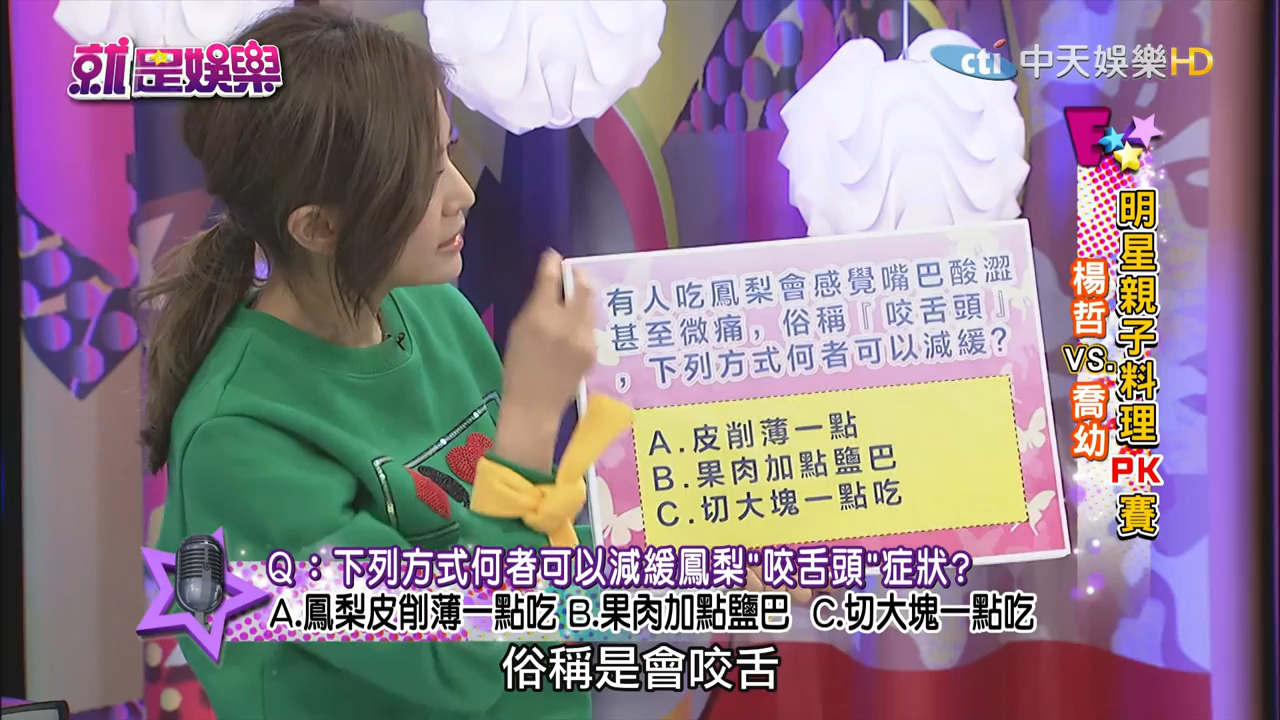 就是娛樂
cti 中天娛樂HD
E
明星親子料理PK賽
楊哲VS.喬幼
有人吃鳳梨會感覺嘴巴酸澀
甚至微痛，俗稱『咬舌頭』
，下列方式何者可以減緩？
A.皮削薄一點
B.果肉加點鹽巴
C.切大塊一點吃
Q：下列方式何者可以減緩鳳梨"咬舌頭"症狀?
A.鳳梨皮削薄一點吃 B.果肉加點鹽巴 C.切大塊一點吃
俗稱是會咬舌